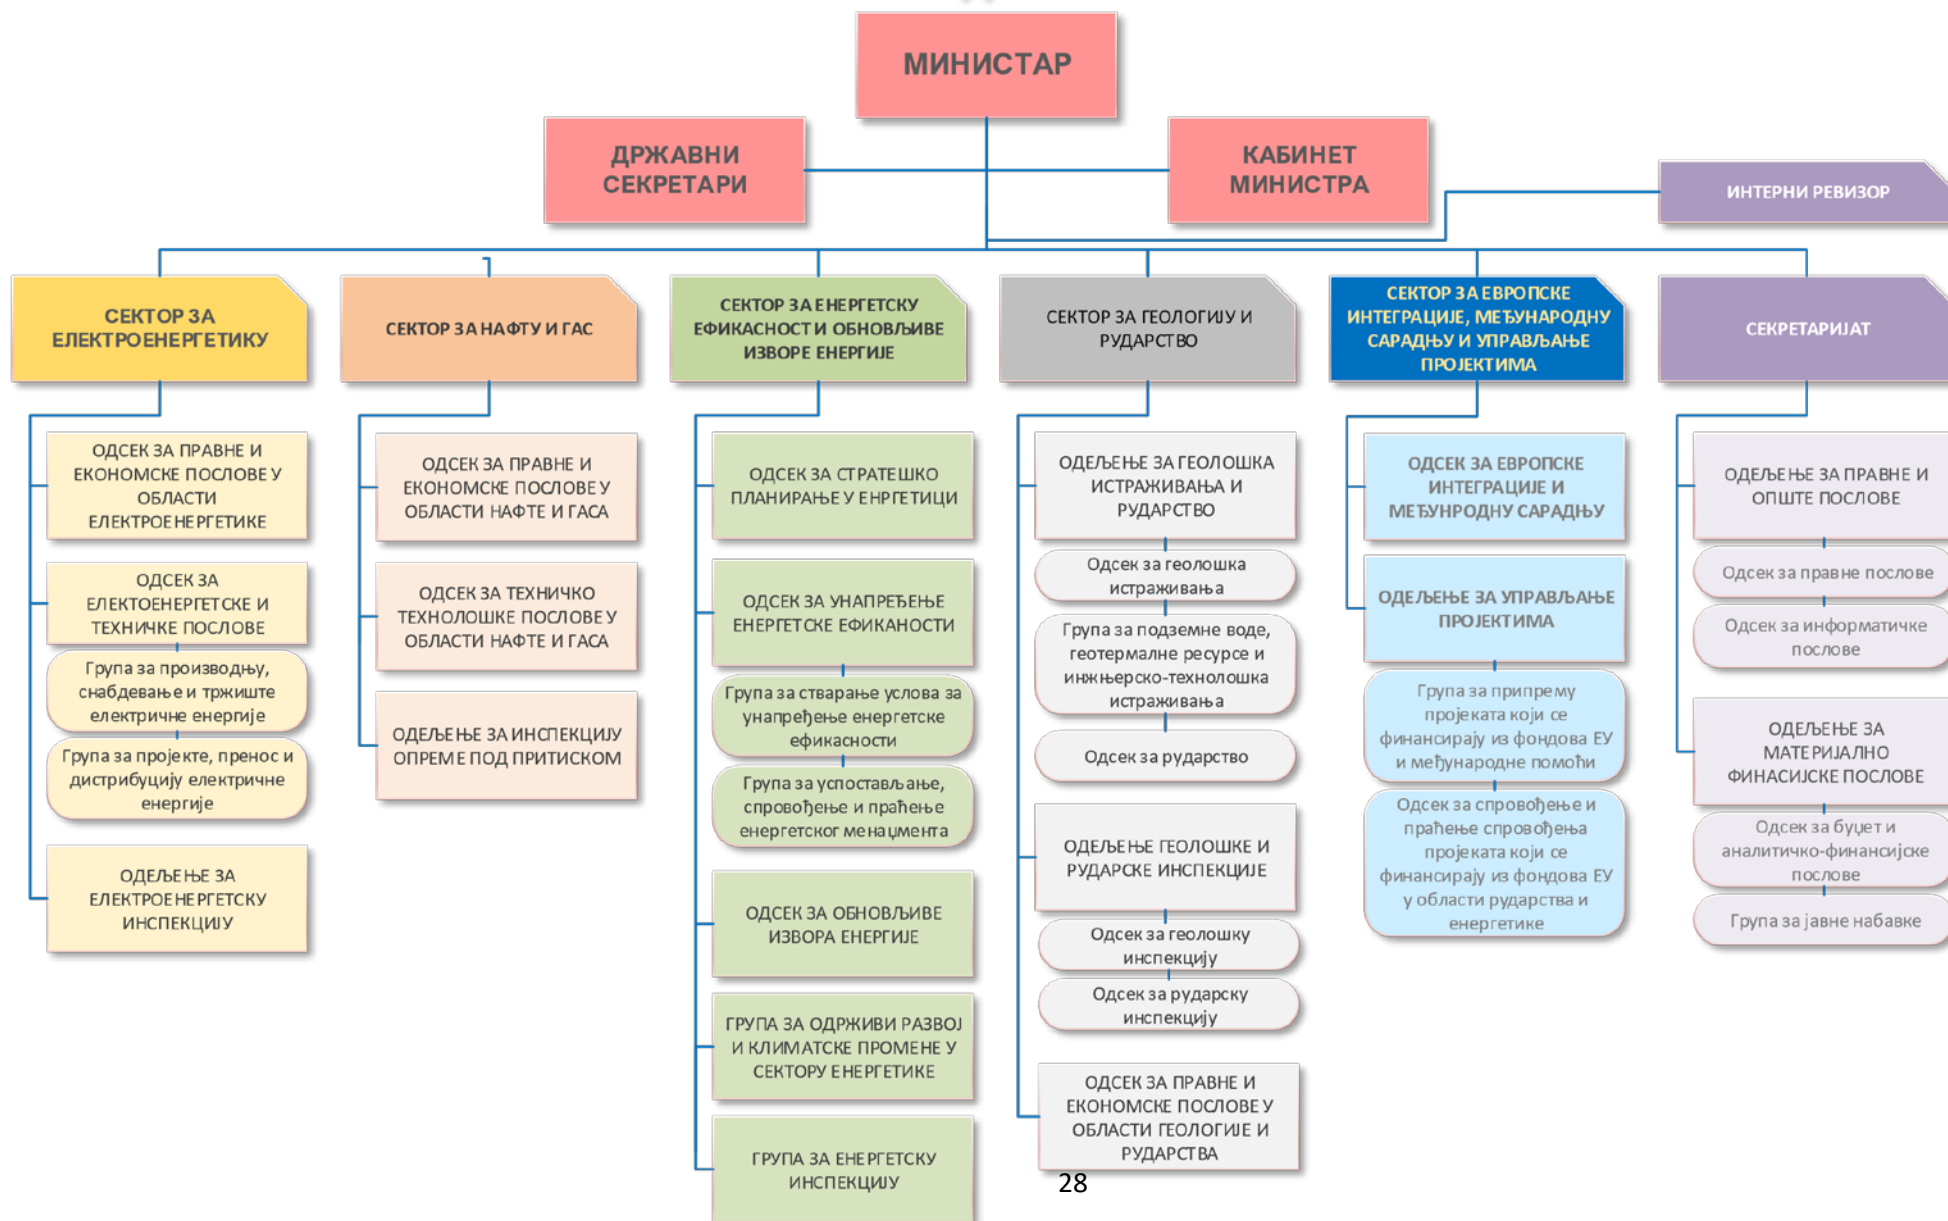 МИНИСТАР
ДРЖАВНИ
СЕКРЕТАРИ
КАБИНЕТ
МИНИСТРА
ИНТЕРНИ РЕВИЗОР
СЕКТОР ЗА
ЕЛЕКТРОЕНЕРГЕТИКУ
ОДСЕК ЗА ПРАВНЕ И
ЕКОНОМСКЕ ПОСЛОВЕ У
ОБЛАСТИ
ЕЛЕКТРОЕНЕРГЕТИКЕ
ОДСЕК ЗА
ЕЛЕКТОЕНЕРГЕТСКЕ И
ТЕХНИЧКЕ ПОСЛОВЕ
Група за производњу,
снабдевање и тржиште
електричне енергије
Група за пројекте, пренос и
дистрибуцију електричне
енергије
ОДЕЉЕЊЕ ЗА
ЕЛЕКТРОЕНЕРГЕТСКУ
ИНСПЕКЦИЈУ
СЕКТОР ЗА НАФТУ И ГАС
ОДСЕК ЗА ПРАВНЕ И
ЕКОНОМСКЕ ПОСЛОВЕ У
ОБЛАСТИ НАФТЕ И ГАСА
ОДСЕК ЗА ТЕХНИЧКО
ТЕХНОЛОШКЕ ПОСЛОВЕ У
ОБЛАСТИ НАФТЕ И ГАСА
ОДЕЉЕЊЕ ЗА ИНСПЕКЦИЈУ
ОПРЕМЕ ПОД ПРИТИСКОМ
СЕКТОР ЗА ЕНЕРГЕТСКУ
ЕФИКАСНОСТ И ОБНОВЉИВЕ
ИЗВОРЕ ЕНЕРГИЈЕ
ОДСЕК ЗА СТРАТЕШКО
ПЛАНИРАЊЕ У ЕНРГЕТИЦИ
ОДСЕК ЗА УНАПРЕЂЕЊЕ
ЕНЕРГЕТСКЕ ЕФИКАНОСТИ
Група за стварање услова за
унапређење енергетске
ефикасности
Група за успостављање,
спровођење и праћење
енергетског менаџмента
ОДСЕК ЗА ОБНОВЉИВЕ
ИЗВОРА ЕНЕРГИЈЕ
ГРУПА ЗА ОДРЖИВИ РАЗВОЈ
И КЛИМАТСКЕ ПРОМЕНЕ У
СЕКТОРУ ЕНЕРГЕТИКЕ
ГРУПА ЗА ЕНЕРГЕТСКУ
ИНСПЕКЦИЈУ
СЕКТОР ЗА ГЕОЛОГИЈУ И
РУДАРСТВО
ОДЕЉЕЊЕ ЗА ГЕОЛОШКА
ИСТРАЖИВАЊА И
РУДАРСТВО
Одсек за геолошка
истраживања
Група за подземне воде,
геотермалне ресурсе и
инжњерско-технолошка
истраживања
Одсек за рударство
ОДЕЉЕЊЕ ГЕОЛОШКЕ И
РУДАРСКЕ ИНСПЕКЦИЈЕ
Одсек за геолошку
инспекцију
Одсек за рударску
инспекцију
ОДСЕК ЗА ПРАВНЕ И
ЕКОНОМСКЕ ПОСЛОВЕ У
ОБЛАСТИ ГЕОЛОГИЈЕ И
РУДАРСТВА
СЕКТОР ЗА ЕВРОПСКЕ
ИНТЕГРАЦИЈЕ, МЕЂУНАРОДНУ
САРАДЊУ И УПРАВЉАЊЕ
ПРОЈЕКТИМА
ОДСЕК ЗА ЕВРОПСКЕ
ИНТЕГРАЦИЈЕ И
МЕЂУНРОДНУ САРАДЊУ
ОДЕЉЕЊЕ ЗА УПРАВЉАЊЕ
ПРОЈЕКТИМА
Група за припрему
пројеката који се
финансирају из фондова ЕУ
и међународне помоћи
Одсек за спровођење и
праћење спровођења
пројеката који се
финансирају из фондова ЕУ
у области рударства и
енергетике
СЕКРЕТАРИЈАТ
ОДЕЉЕЊЕ ЗА ПРАВНЕ И
ОПШТЕ ПОСЛОВЕ
Одсек за правне послове
Одсек за информатичке
послове
ОДЕЉЕЊЕ ЗА
МАТЕРИЈАЛНО
ФИНАСИЈСКЕ ПОСЛОВЕ
Одсек за буџет и
аналитичко-финансијске
послове
Група за јавне набавке
28